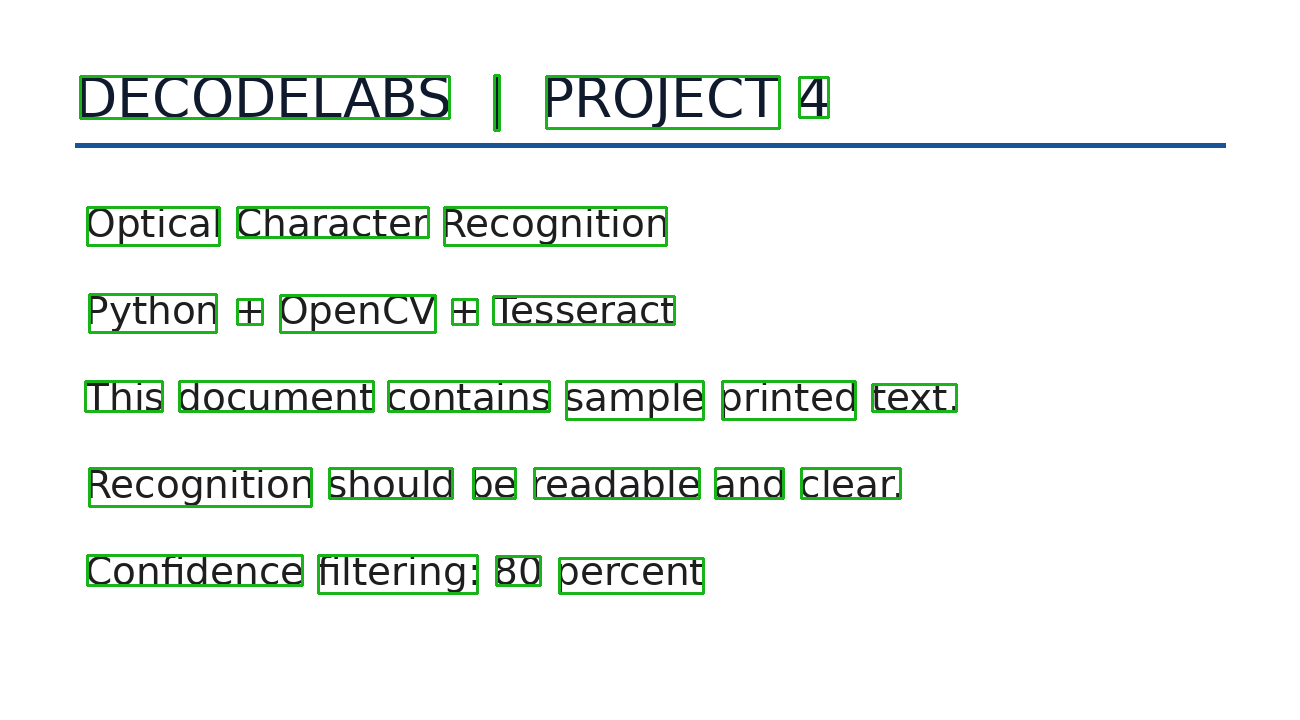 DECODELABS | PROJECT 4
Optical Character Recognition
Python + OpenCV + Tesseract
This document contains sample printed text.
Recognition should be readable and clear.
Confidence filtering: 80 percent